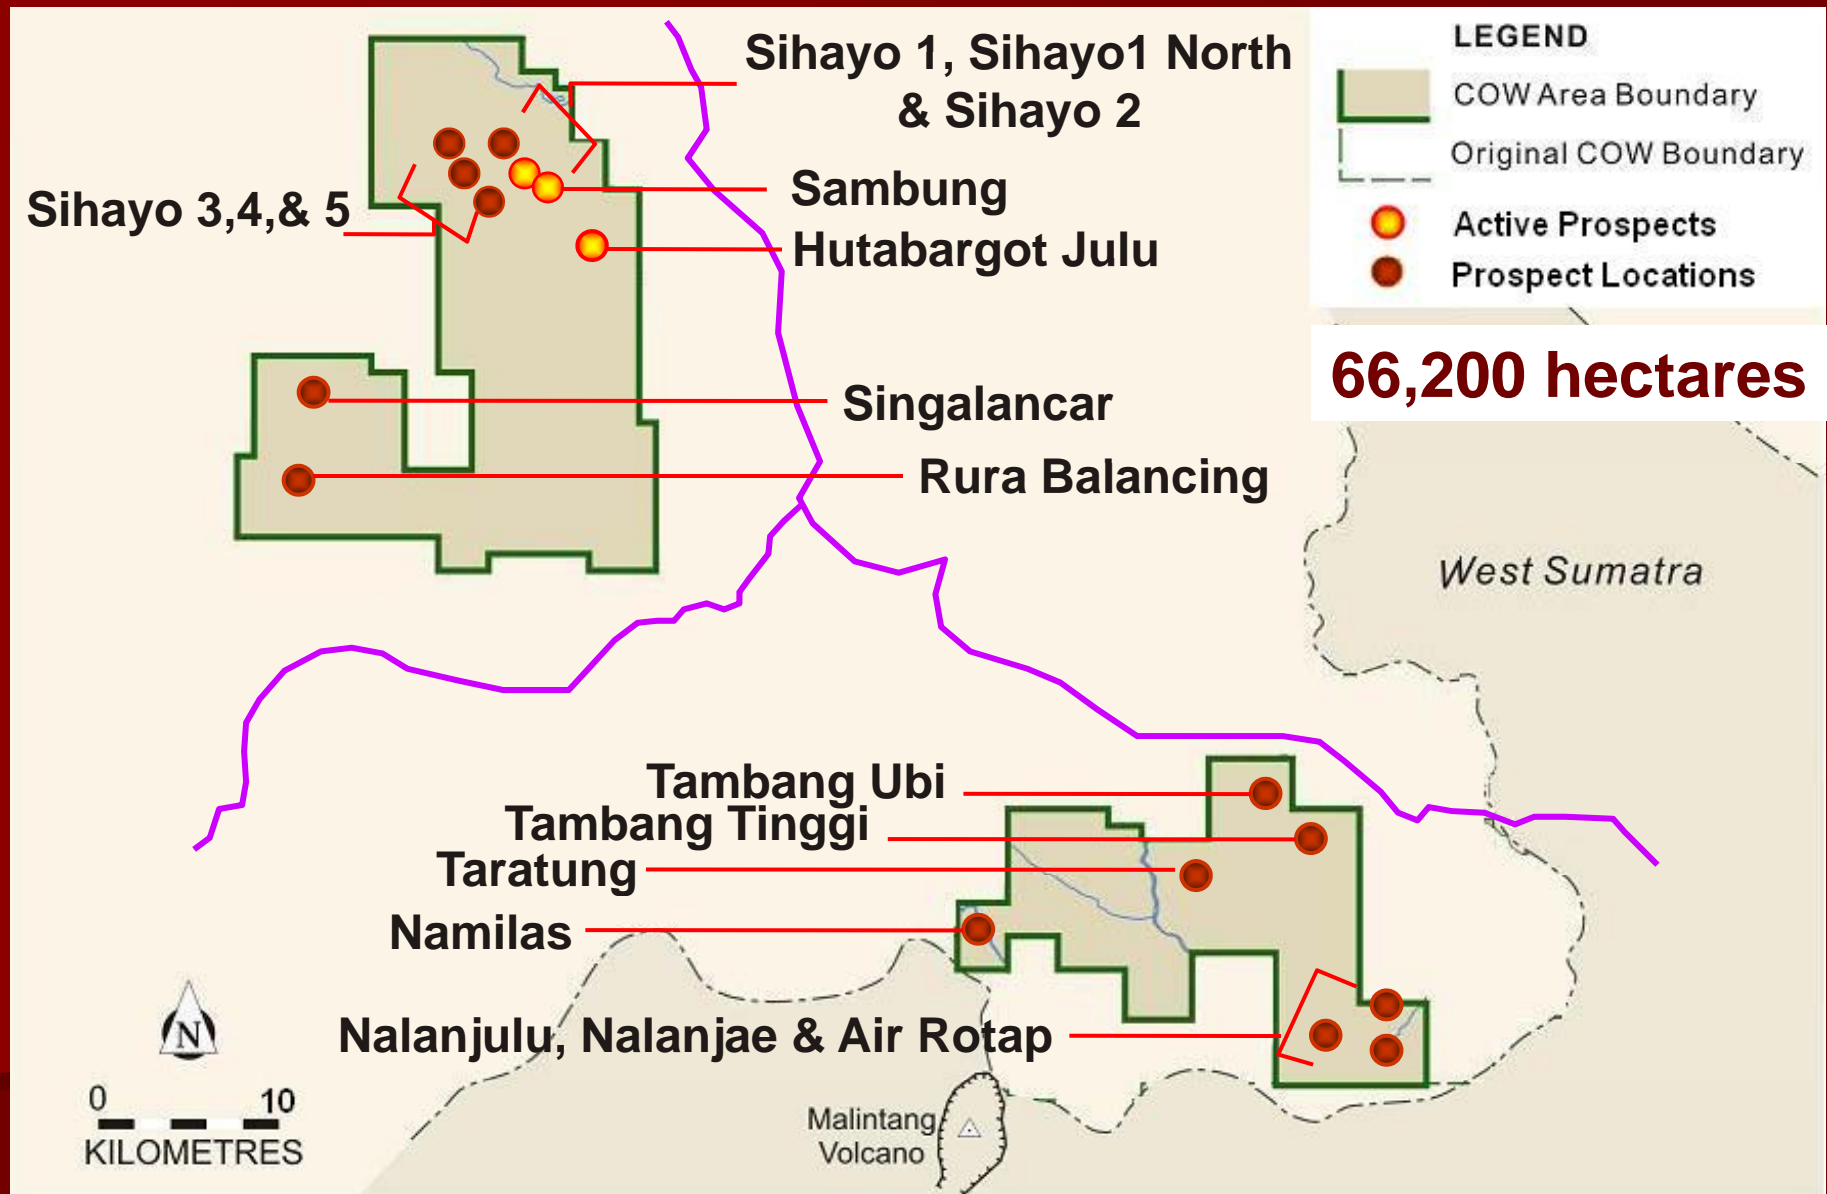 Sihayo 1, Sihayo1 North
& Sihayo 2
LEGEND
COW Area Boundary
Original COW Boundary
Active Prospects
Prospect Locations
66,200 hectares
Sihayo 3,4,& 5
Sambung
Hutabargot Julu
Singalancar
Rura Balancing
West Sumatra
Tambang Ubi
Tambang Tinggi
Taratung
Namilas
Nalanjulu, Nalanjae & Air Rotap
N
0 10
KILOMETRES
Malintang
Volcano